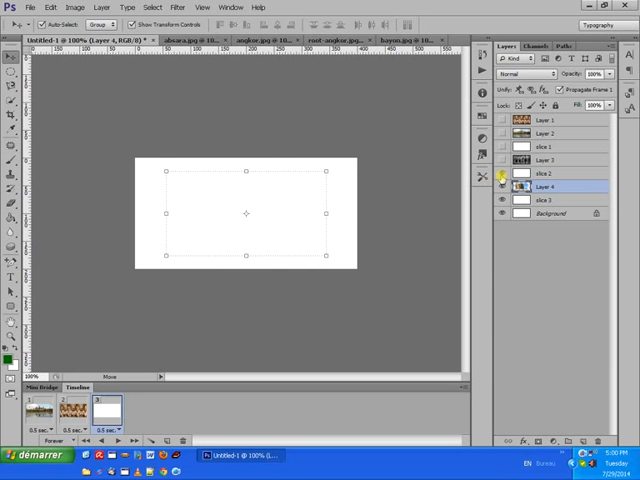 Ps File Edit Image Layer Type Select Filter View Window Help
Auto-Select: Group Show Transform Controls Typography
Untitled-1 @ 100% (Layer 4, RGB/8) * × absara.jpg @ 10... × angkor.jpg @ 10... × root-angkor.jpg ... × bayon.jpg @ 10... ×
Layers Channels Paths
Kind
Normal Opacity: 100%
Unify: Propagate Frame 1
Lock: Fill: 100%
Layer 1
Layer 2
slice 1
Layer 3
slice 2
Layer 4
slice 3
Background
100% Move
Mini Bridge Timeline
1 2 3
0.5 sec. 0.5 sec. 0.5 sec.
Forever
démarrer
Untitled-1 @ 100% (L...
EN Bureau
5:00 PM
Tuesday
7/29/2014